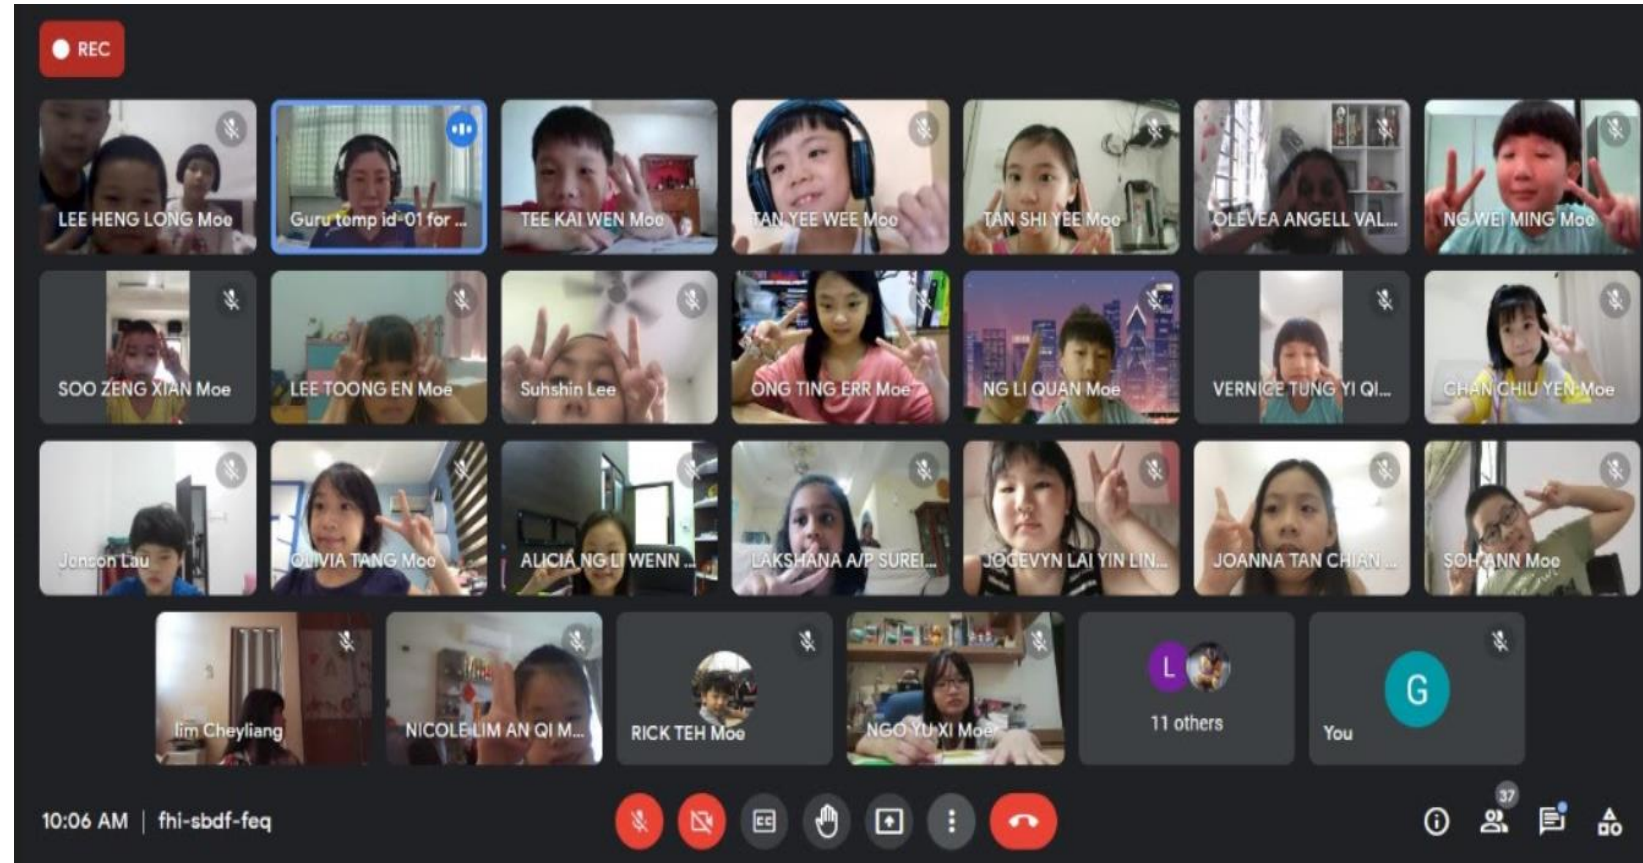 REC
LEE HENG LONG Moe
Guru temp id-01 for ...
TEE KAI WEN Moe
TAN YEE WEE Moe
TAN SHI YEE Moe
OLEVEA ANGELL VAL...
NG WEI MING Moe
SOO ZENG XIAN Moe
LEE TOONG EN Moe
Suhshin Lee
ONG TING ERR Moe
NG LI QUAN Moe
VERNICE TUNG YI QI...
CHAN CHIU YEN Moe
Jenson Lau
OLIVIA TANG Moe
ALICIA NG LI WENN ...
LAKSHANA A/P SUREI...
JOCEVYN LAI YIN LIN...
JOANNA TAN CHIAN ...
SOH ANN Moe
lim Cheyliang
NICOLE LIM AN QI M...
RICK TEH Moe
NGO YU XI Moe
L
11 others
G
You
10:06 AM | fhi-sbdf-feq
CC
37